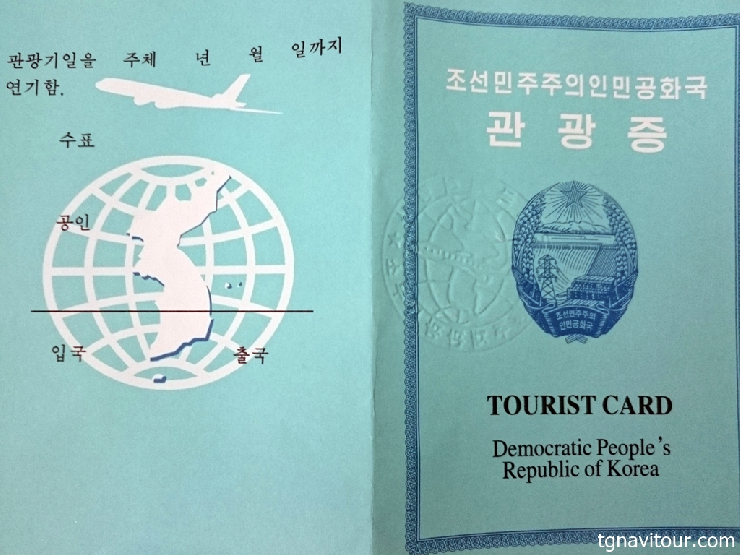 관광기일을 주체 년 월 일까지
연기함.
수표
공인
입국 출국
조선민주주의인민공화국
관광증
조선민주주의
인민공화국
TOURIST CARD
Democratic People's
Republic of Korea
tgnavitour.com